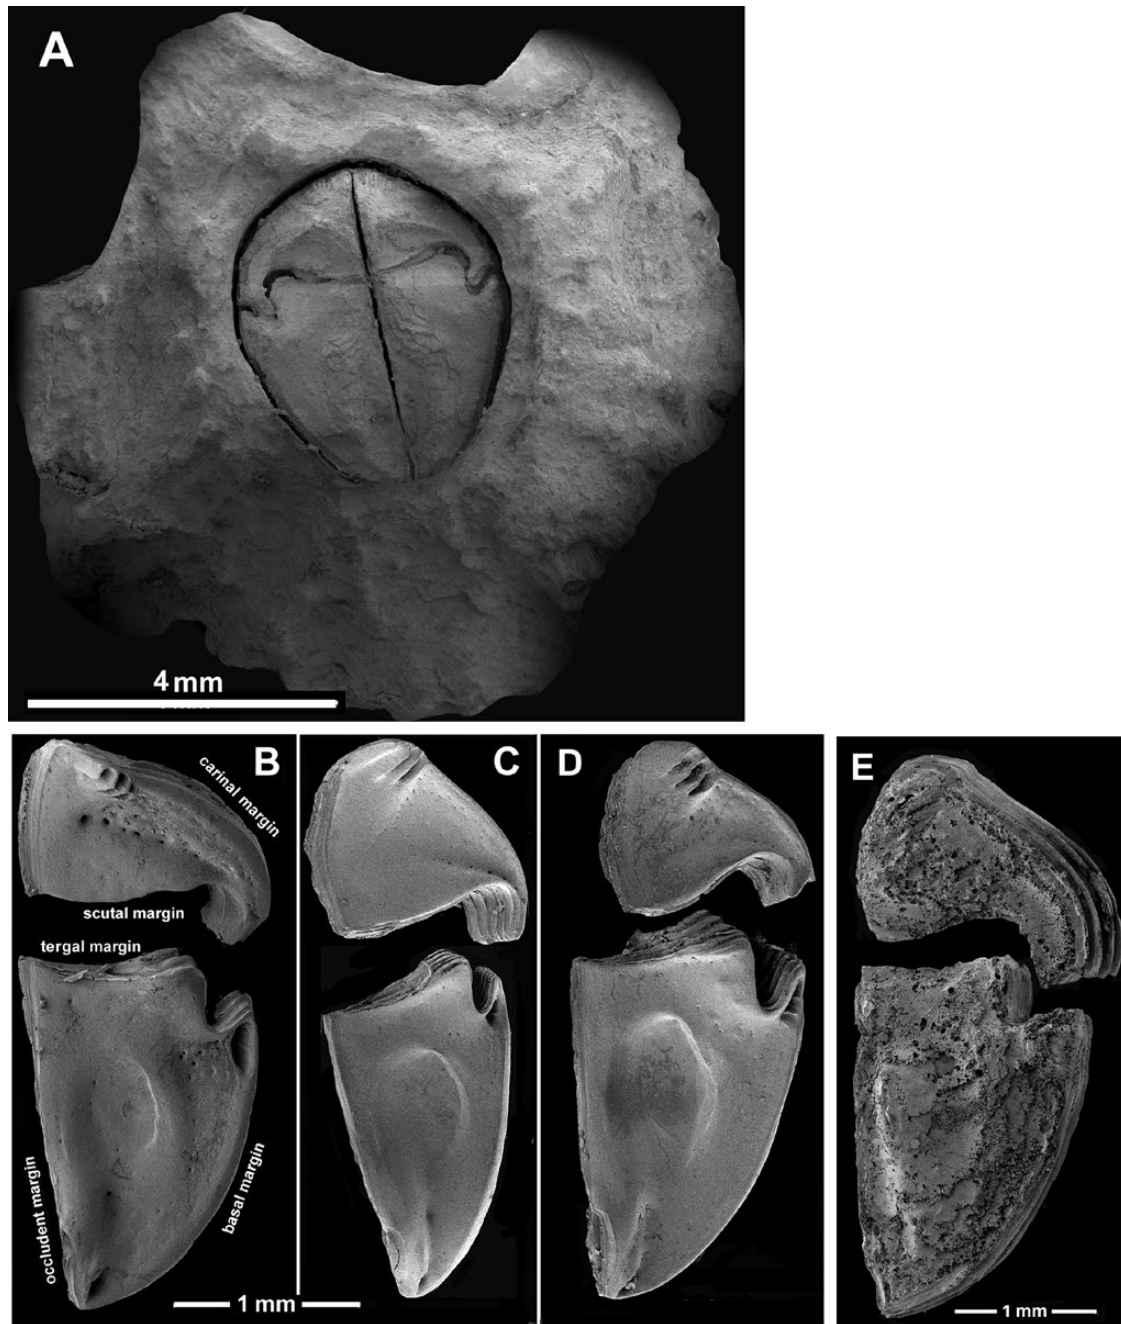 A
4 mm
B
C
D
E
carinal margin
scutal margin
tergal margin
occludent margin
basal margin
1 mm
1 mm